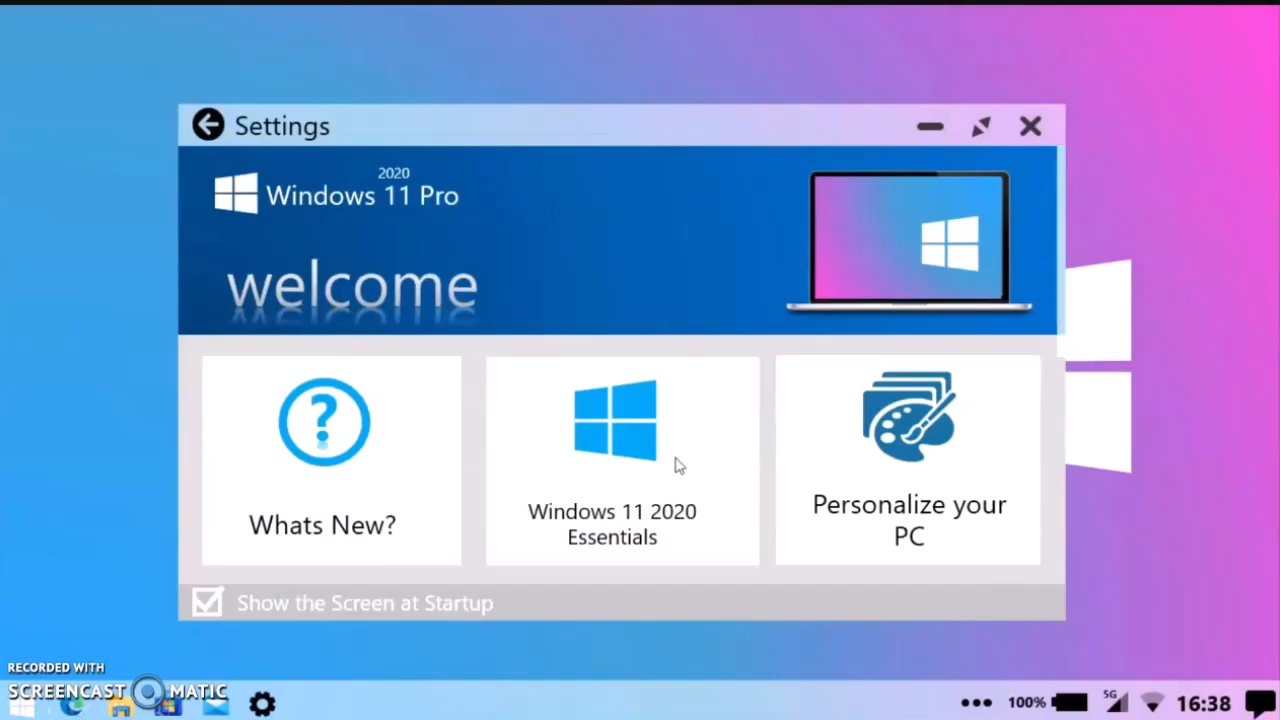 Settings
2020
Windows 11 Pro
welcome
?
Whats New?
Windows 11 2020
Essentials
Personalize your
PC
Show the Screen at Startup
RECORDED WITH
SCREENCAST MATIC
100%
5G
16:38